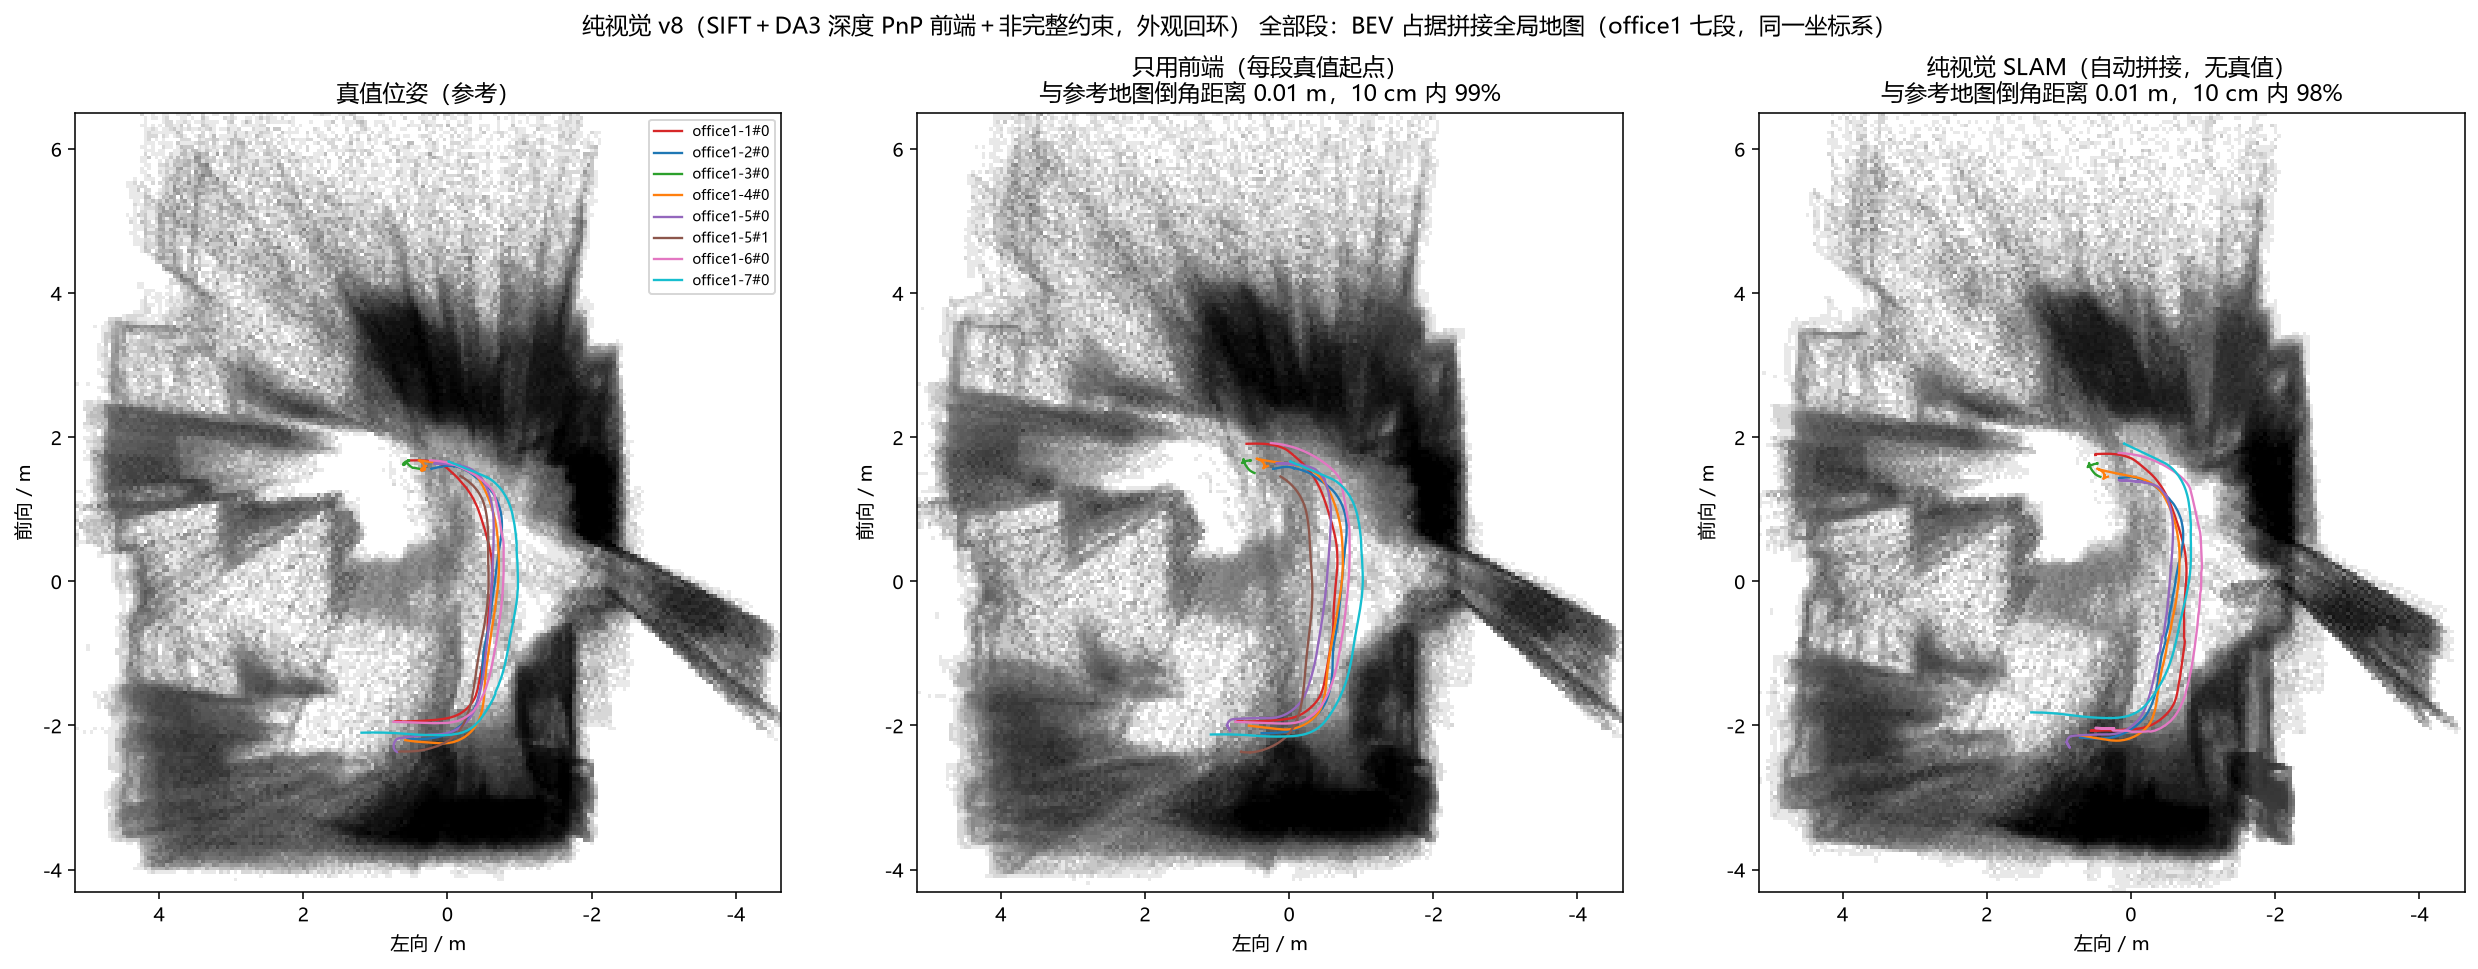 纯视觉 v8（SIFT＋DA3 深度 PnP 前端＋非完整约束，外观回环） 全部段：BEV 占据拼接全局地图（office1 七段，同一坐标系）
真值位姿（参考）
6
4
2
0
-2
-4
4
2
0
-2
-4
前向 / m
左向 / m
office1-1#0
office1-2#0
office1-3#0
office1-4#0
office1-5#0
office1-5#1
office1-6#0
office1-7#0
只用前端（每段真值起点）
与参考地图倒角距离 0.01 m，10 cm 内 99%
6
4
2
0
-2
-4
4
2
0
-2
-4
前向 / m
左向 / m
纯视觉 SLAM（自动拼接，无真值）
与参考地图倒角距离 0.01 m，10 cm 内 98%
6
4
2
0
-2
-4
4
2
0
-2
-4
前向 / m
左向 / m